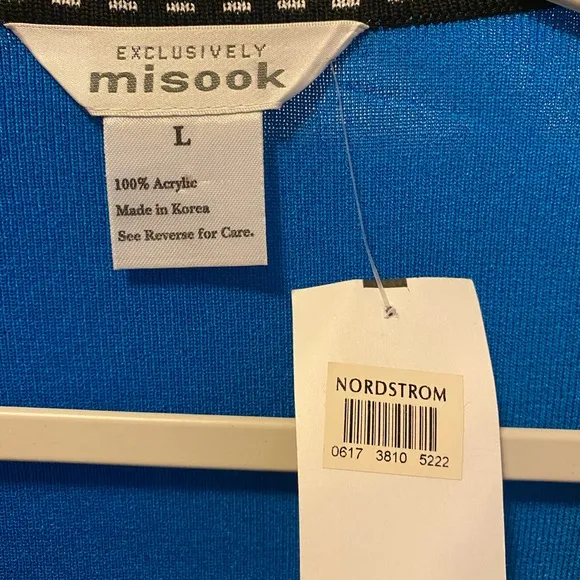 EXCLUSIVELY
misook
L
100% Acrylic
Made in Korea
See Reverse for Care.
NORDSTROM
0617 3810 5222